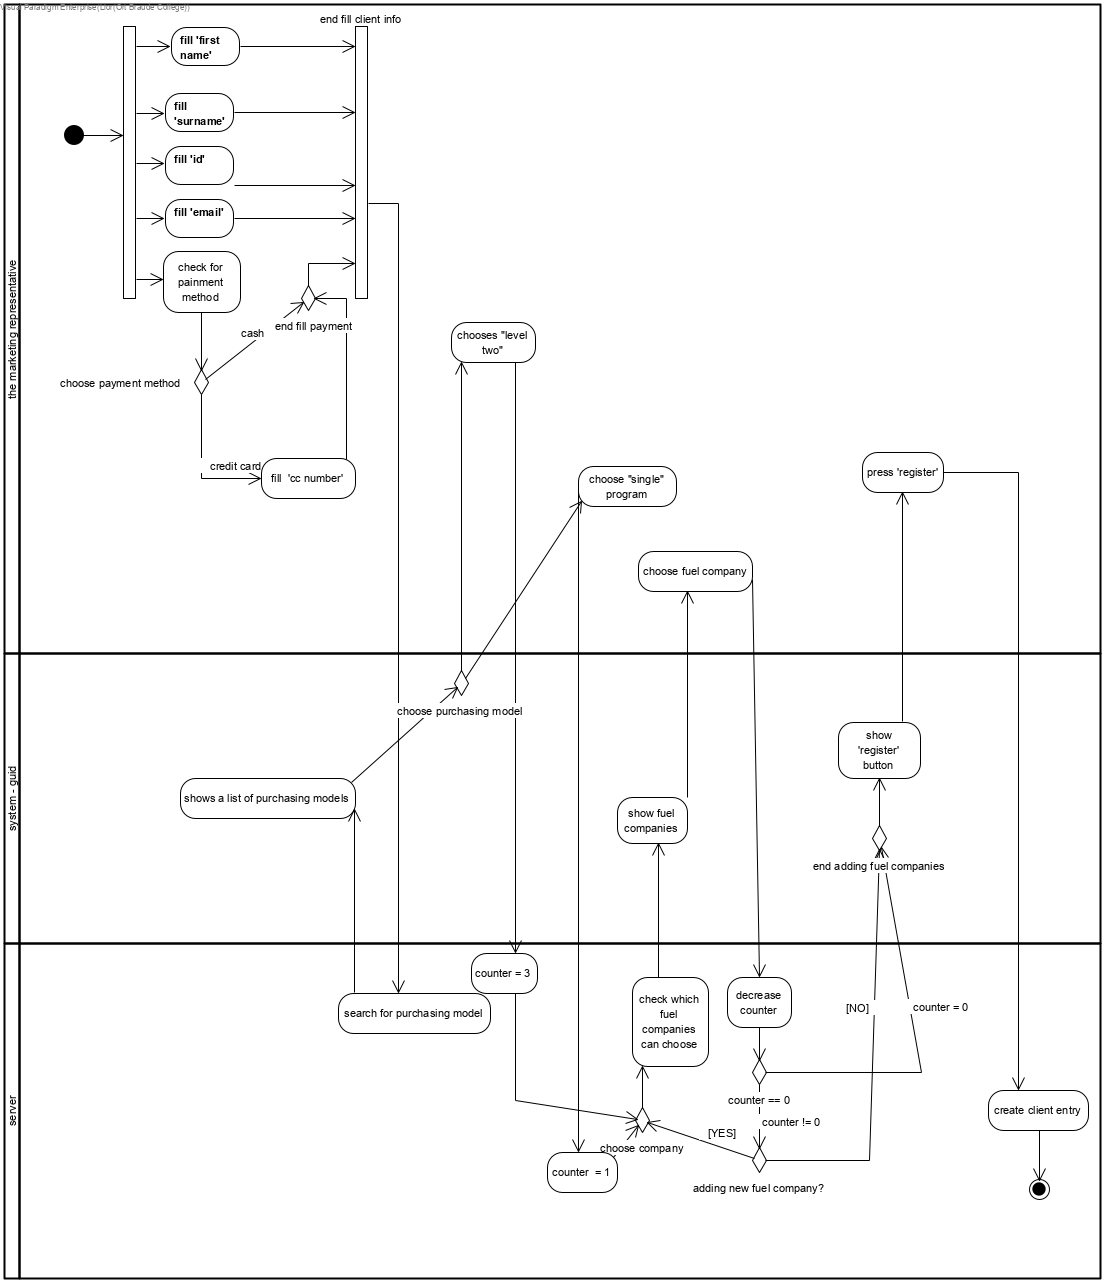 Visual Paradigm Enterprise(Dor(Ort Braude College))
end fill client info
fill 'first
name'
fill
'surname'
fill 'id'
fill 'email'
check for
painment
method
cash
end fill payment
choose payment method
credit card
fill 'cc number'
chooses "level
two"
choose "single"
program
press 'register'
choose fuel company
the marketing representative
choose purchasing model
show
'register'
button
shows a list of purchasing models
show fuel
companies
end adding fuel companies
system - guid
counter = 3
search for purchasing model
check which
fuel
companies
can choose
decrease
counter
[NO]
counter = 0
counter == 0
counter != 0
[YES]
choose company
create client entry
counter = 1
adding new fuel company?
server